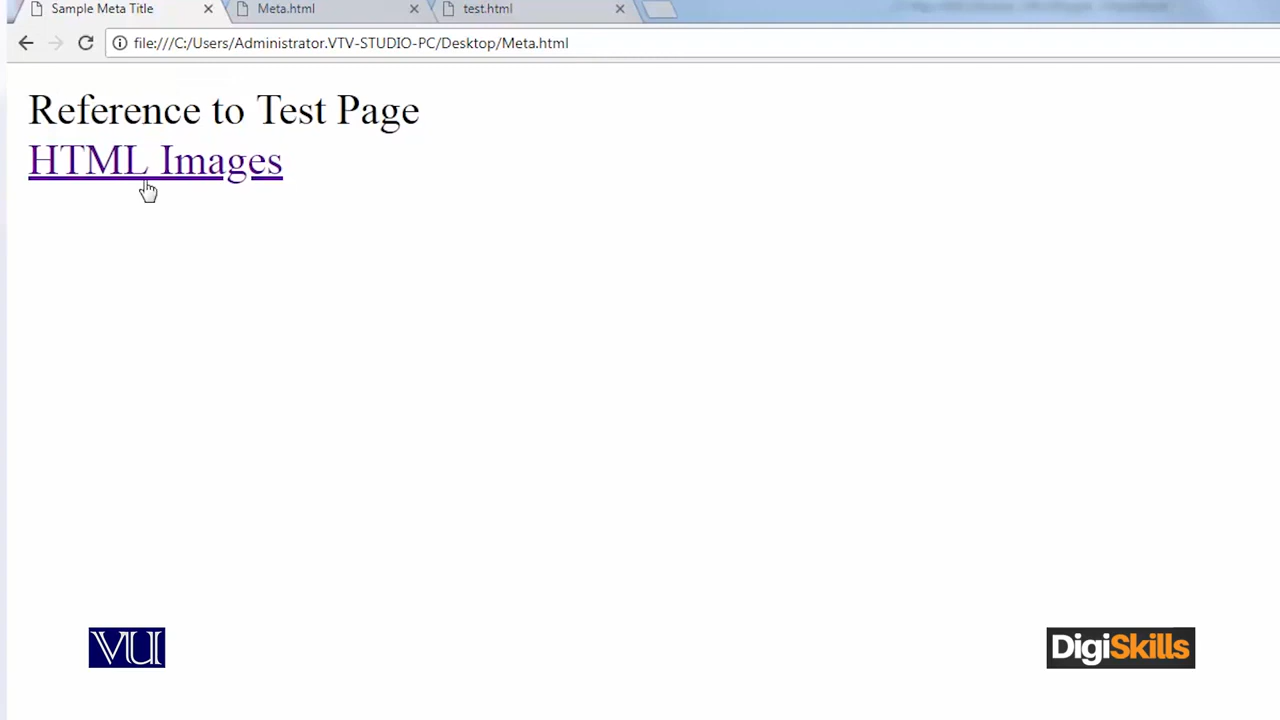 Sample Meta Title
Meta.html
test.html
file:///C:/Users/Administrator.VTV-STUDIO-PC/Desktop/Meta.html
Reference to Test Page
HTML Images
VU
DigiSkills